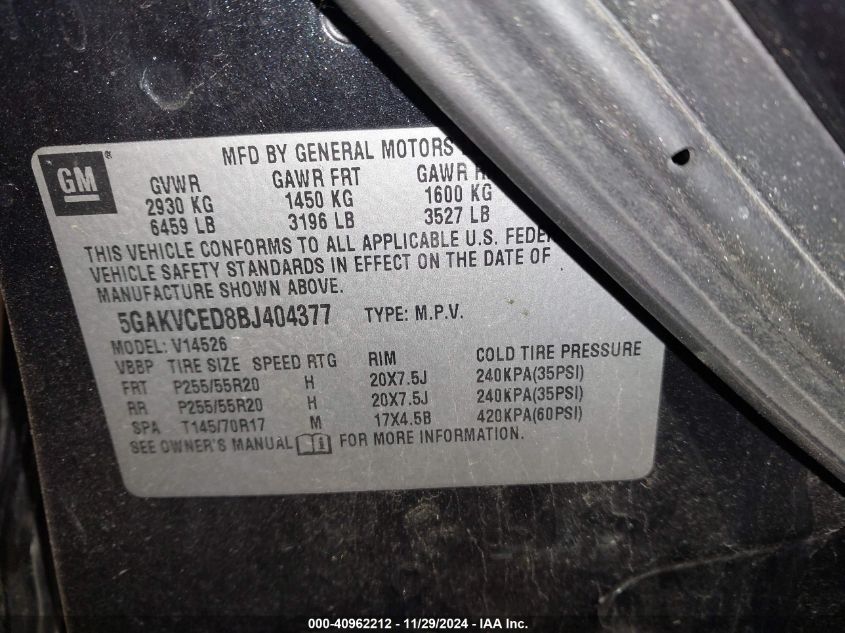 GM
MFD BY GENERAL MOTORS
GVWR GAWR FRT GAWR
2930 KG 1450 KG 1600 KG
6459 LB 3196 LB 3527 LB
THIS VEHICLE CONFORMS TO ALL APPLICABLE U.S.
VEHICLE SAFETY STANDARDS IN EFFECT ON THE DATE OF
MANUFACTURE SHOWN ABOVE.
5GAKVCED8BJ404377 TYPE: M.P.V.
MODEL: V14526
VBBP TIRE SIZE SPEED RTG RIM COLD TIRE PRESSURE
FRT P255/55R20 H 20X7.5J 240KPA(35PSI)
RR P255/55R20 H 20X7.5J 240KPA(35PSI)
SPA T145/70R17 M 17X4.5B 420KPA(60PSI)
SEE OWNER'S MANUAL FOR MORE INFORMATION.
000-40962212 - 11/29/2024 - IAA, Inc.